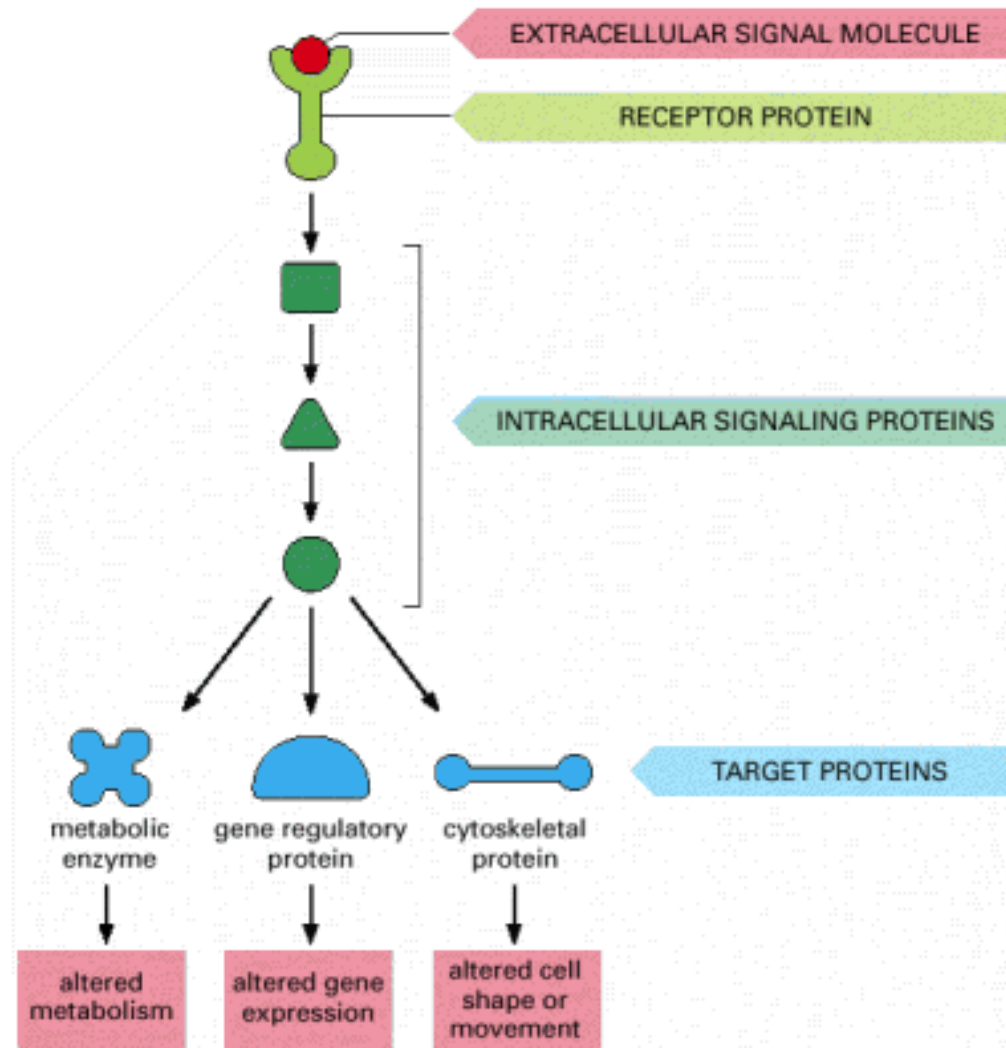 EXTRACELLULAR SIGNAL MOLECULE
RECEPTOR PROTEIN
INTRACELLULAR SIGNALING PROTEINS
TARGET PROTEINS
metabolic
enzyme
gene regulatory
protein
cytoskeletal
protein
altered
metabolism
altered gene
expression
altered cell
shape or
movement